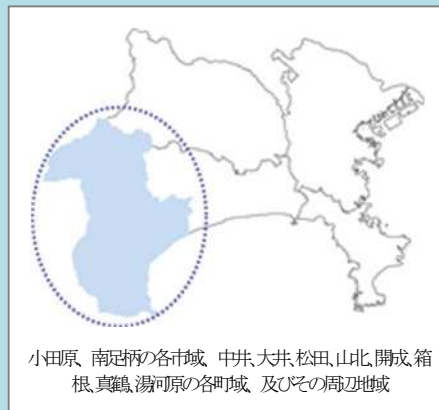 小田原、南足柄の各市域、中井、大井、松田、山北、開成、箱
根、真鶴、湯河原の各町域、及びその周辺地域